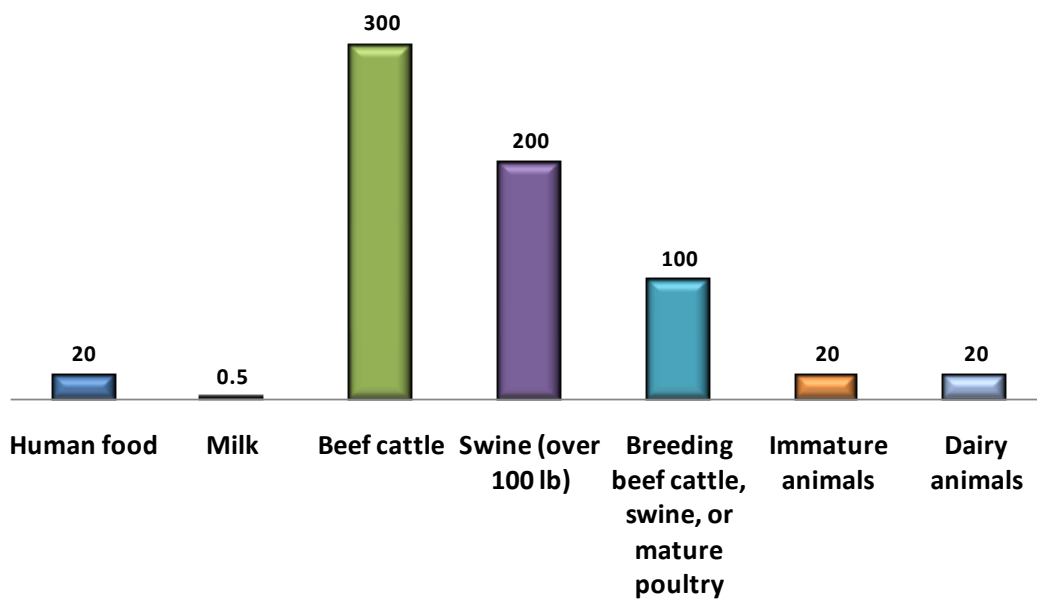 300
200
100
20
0.5
20
20
Human food
Milk
Beef cattle
Swine (over
100 lb)
Breeding
beef cattle,
swine, or
mature
poultry
Immature
animals
Dairy
animals